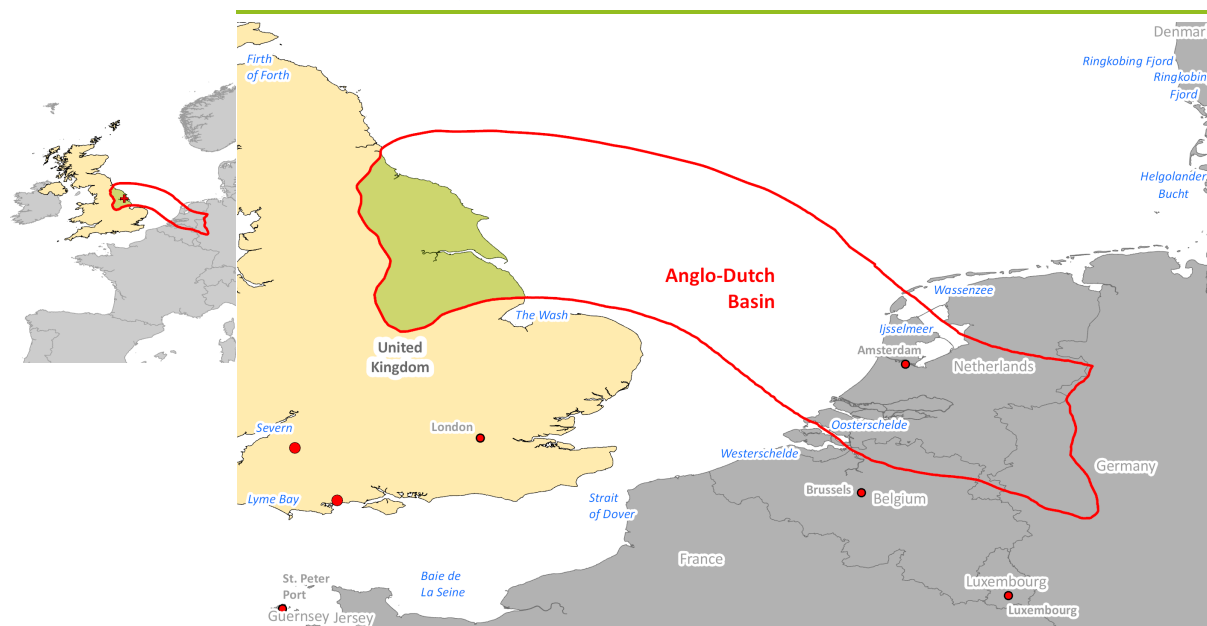 Denmar
Firth
of Forth
Ringkobing Fjord
Ringkobing
Fjord
Helgolander
Bucht
Anglo-Dutch
Basin
Wassenzee
The Wash
Ijsselmeer
United
Kingdom
Amsterdam
Netherlands
London
Severn
Oosterschelde
Westerschelde
Germany
Brussels
Belgium
Lyme Bay
Strait
of Dover
France
St. Peter
Port
Baie de
La Seine
Luxembourg
Luxembourg
Guernsey Jersey